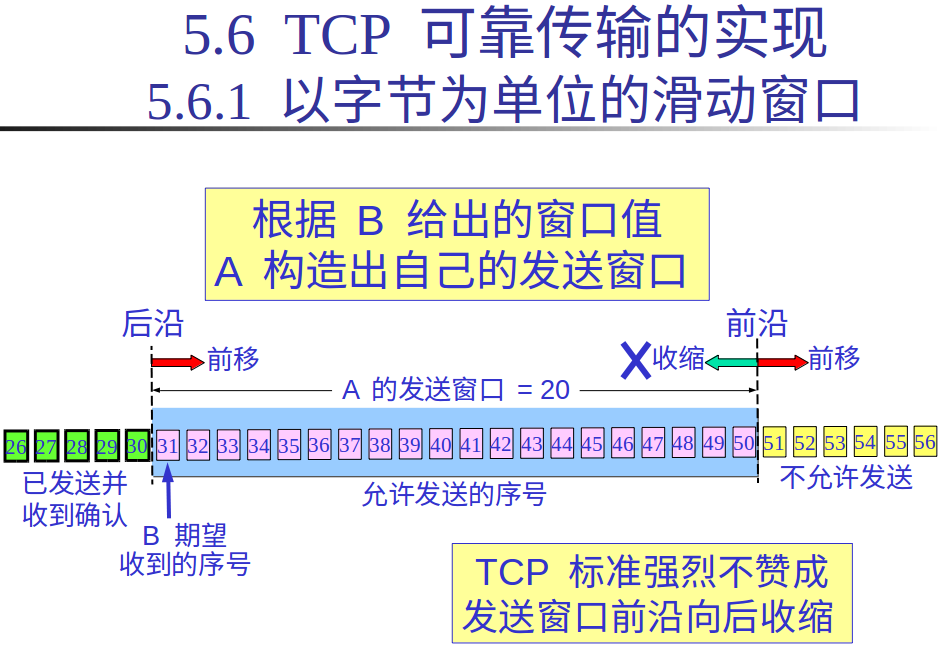 5.6 TCP 可靠传输的实现
5.6.1 以字节为单位的滑动窗口
根据 B 给出的窗口值
A 构造出自己的发送窗口
后沿
前沿
前移
收缩
前移
A 的发送窗口 = 20
26 27 28 29 30 31 32 33 34 35 36 37 38 39 40 41 42 43 44 45 46 47 48 49 50 51 52 53 54 55 56
已发送并
收到确认
允许发送的序号
不允许发送
B 期望
收到的序号
TCP 标准强烈不赞成
发送窗口前沿向后收缩